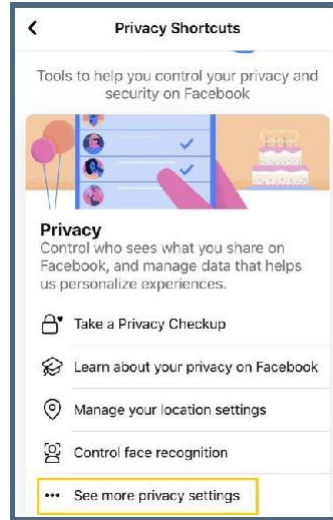 Privacy Shortcuts
Tools to help you control your privacy and
security on Facebook
Privacy
Control who sees what you share on
Facebook, and manage data that helps
us personalize experiences.
Take a Privacy Checkup
Learn about your privacy on Facebook
Manage your location settings
Control face recognition
See more privacy settings